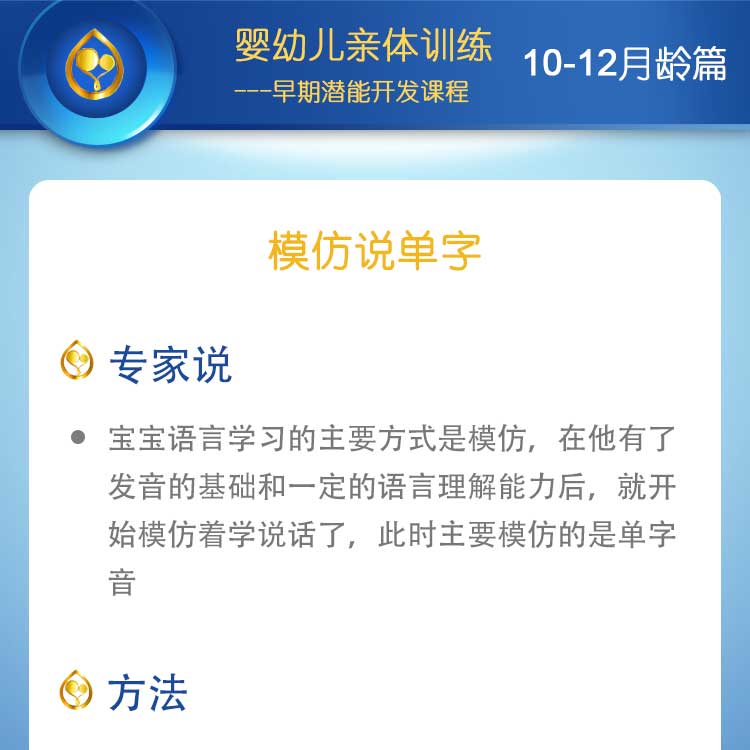 婴幼儿亲体训练
---早期潜能开发课程
10-12月龄篇
模仿说单字
专家说
宝宝语言学习的主要方式是模仿，在他有了
发音的基础和一定的语言理解能力后，就开
始模仿着学说话了，此时主要模仿的是单字
音
方法